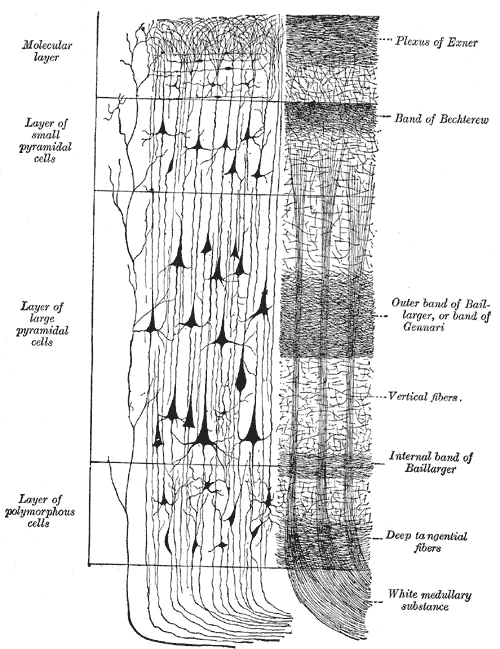 Molecular
layer
Layer of
small
pyramidal
cells
Layer of
large
pyramidal
cells
Layer of
polymorphous
cells
Plexus of Exner
Band of Bechterew
Outer band of Bail-
larger, or band of
Gennari
Vertical fibers.
Internal band of
Baillarger
Deep tangential
fibers
White medullary
substance